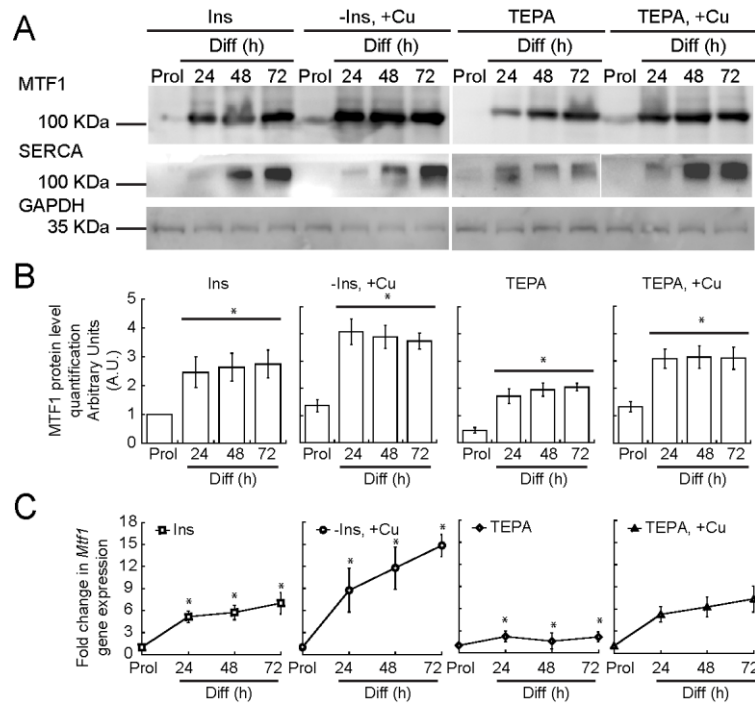 A
Ins -Ins, +Cu TEPA TEPA, +Cu
Diff (h) Diff (h) Diff (h) Diff (h)
Prol 24 48 72 Prol 24 48 72 Prol 24 48 72 Prol 24 48 72
MTF1
100 KDa
SERCA
100 KDa
GAPDH
35 KDa
B
Ins -Ins, +Cu TEPA TEPA, +Cu
MTF1 protein level
quantification
Arbitrary Units
(A.U.)
5
4
3
2
1
0
* * * *
Prol 24 48 72 Prol 24 48 72 Prol 24 48 72 Prol 24 48 72
Diff (h) Diff (h) Diff (h) Diff (h)
C
Fold change in Mtf1
gene expression
18
15
12
9
6
3
0
Ins -Ins, +Cu TEPA TEPA, +Cu
* * * * * * * * *
Prol 24 48 72 Prol 24 48 72 Prol 24 48 72 Prol 24 48 72
Diff (h) Diff (h) Diff (h) Diff (h)